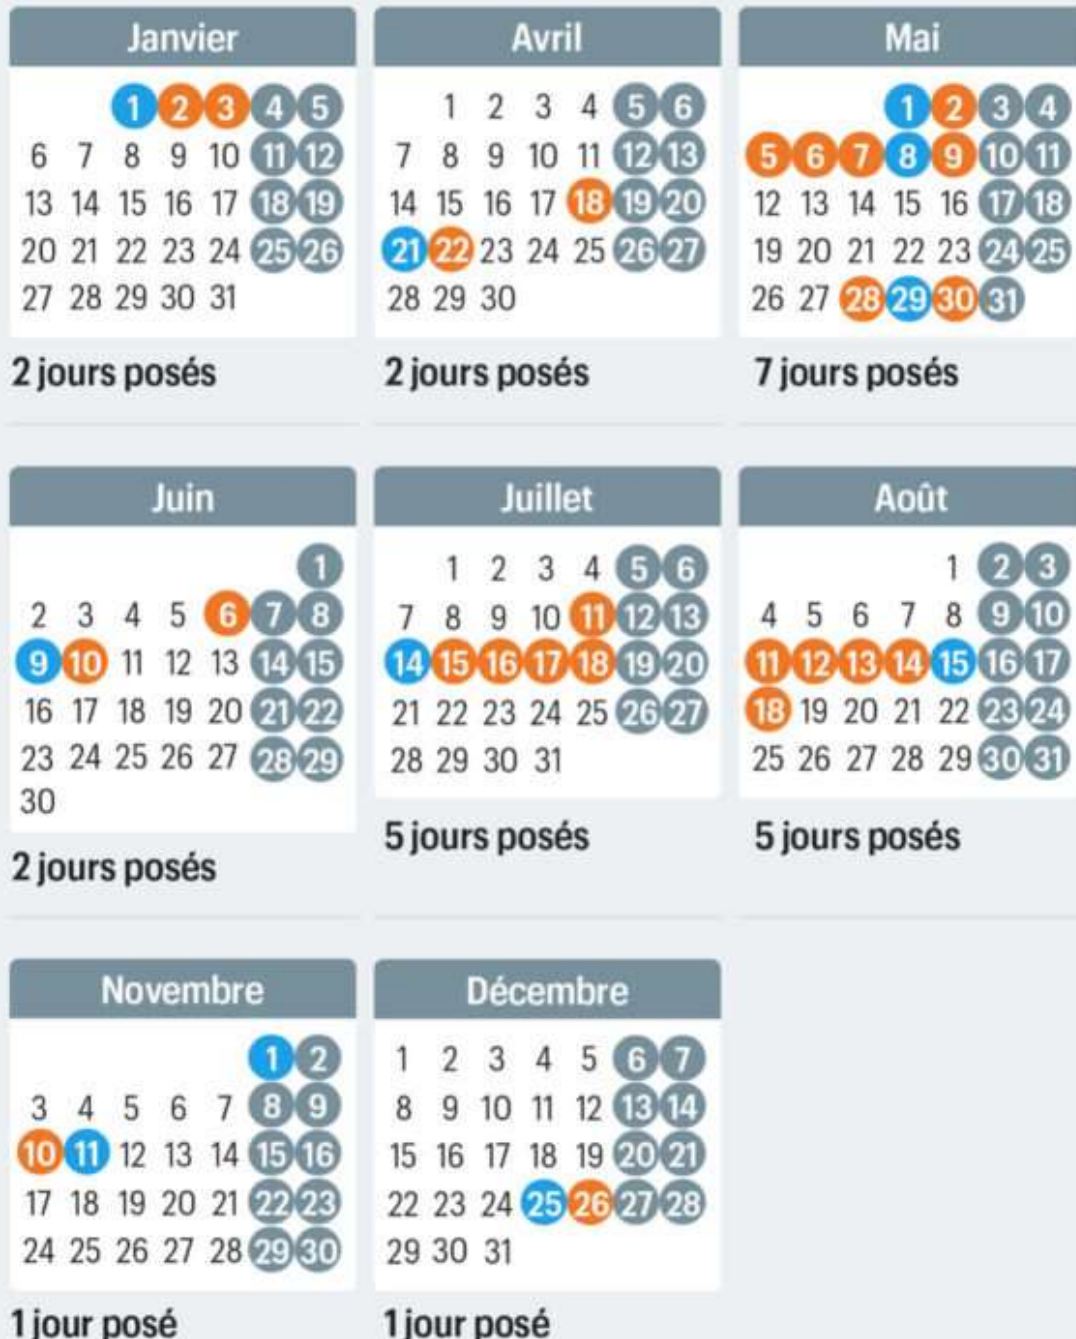 Janvier
1 2 3 4 5
6 7 8 9 10 11 12
13 14 15 16 17 18 19
20 21 22 23 24 25 26
27 28 29 30 31
2 jours posés
Avril
1 2 3 4 5 6
7 8 9 10 11 12 13
14 15 16 17 18 19 20
21 22 23 24 25 26 27
28 29 30
2 jours posés
Mai
1 2 3 4
5 6 7 8 9 10 11
12 13 14 15 16 17 18
19 20 21 22 23 24 25
26 27 28 29 30 31
7 jours posés
Juin
1
2 3 4 5 6 7 8
9 10 11 12 13 14 15
16 17 18 19 20 21 22
23 24 25 26 27 28 29
30
2 jours posés
Juillet
1 2 3 4 5 6
7 8 9 10 11 12 13
14 15 16 17 18 19 20
21 22 23 24 25 26 27
28 29 30 31
5 jours posés
Août
1 2 3
4 5 6 7 8 9 10
11 12 13 14 15 16 17
18 19 20 21 22 23 24
25 26 27 28 29 30 31
5 jours posés
Novembre
1 2
3 4 5 6 7 8 9
10 11 12 13 14 15 16
17 18 19 20 21 22 23
24 25 26 27 28 29 30
1 jour posé
Décembre
1 2 3 4 5 6 7
8 9 10 11 12 13 14
15 16 17 18 19 20 21
22 23 24 25 26 27 28
29 30 31
1 jour posé